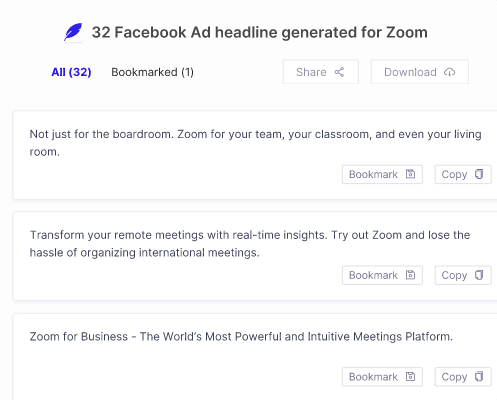 32 Facebook Ad headline generated for Zoom
All (32) Bookmarked (1) Share Download
Not just for the boardroom. Zoom for your team, your classroom, and even your living
room.
Bookmark Copy
Transform your remote meetings with real-time insights. Try out Zoom and lose the
hassle of organizing international meetings.
Bookmark Copy
Zoom for Business - The World's Most Powerful and Intuitive Meetings Platform.
Bookmark Copy